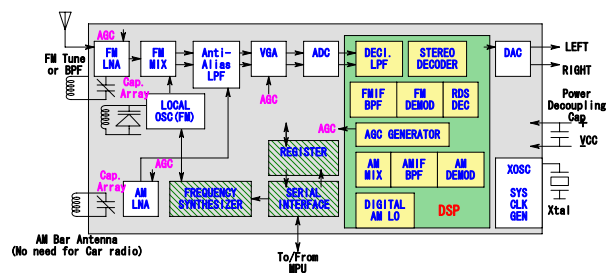 AGC
FM Tune
or BPF
FM
LNA
FM
MIX
Anti-
Alias
LPF
VGA
ADC
DECI.
LPF
STEREO
DECODER
DAC
LEFT
RIGHT
Cap.
Array
LOCAL
OSC(FM)
AGC
FMIF
BPF
FM
DEMOD
RDS
DEC
Power
Decoupling
Cap
+
VCC
AGC
AGC GENERATOR
REGISTER
Cap.
Array
AGC
AM
LNA
FREQUENCY
SYNTHESIZER
SERIAL
INTERFACE
AM
MIX
AMIF
BPF
AM
DEMOD
DIGITAL
AM LO
DSP
XOSC
SYS
CLK
GEN
Xtal
AM Bar Antenna
(No need for Car radio)
To/From
MPU